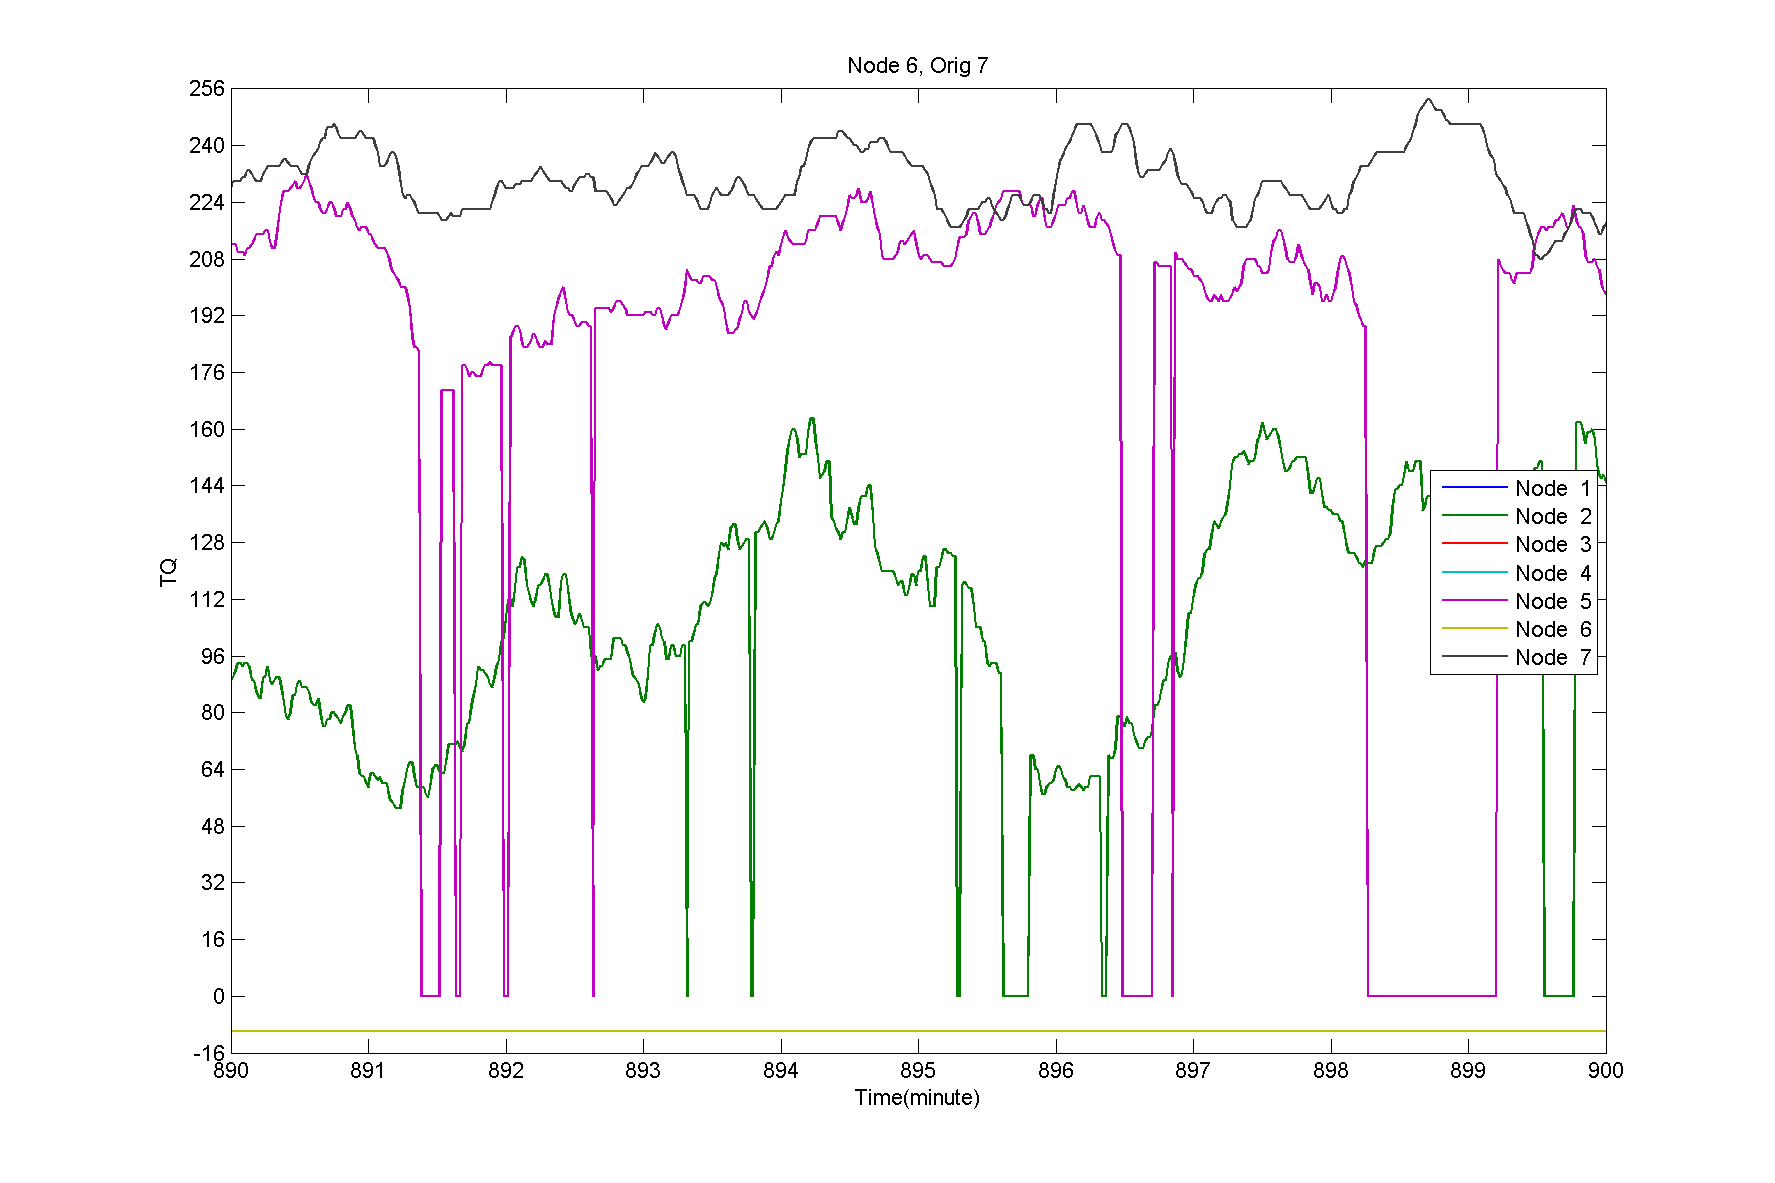 Node 6, Orig 7
256
240
224
208
192
176
160
144
128
112
96
80
64
48
32
16
0
-16
TQ
Node 1
Node 2
Node 3
Node 4
Node 5
Node 6
Node 7
890 891 892 893 894 895 896 897 898 899 900
Time(minute)